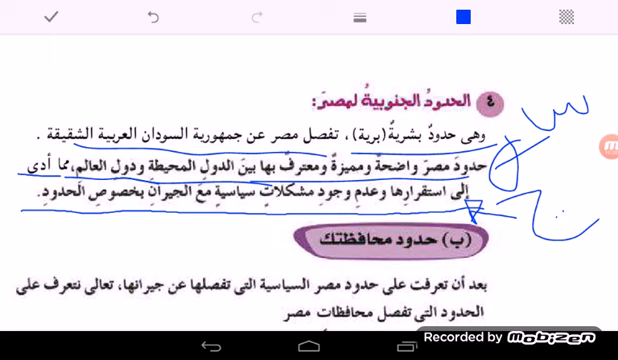 ٤ الحدودُ الجنوبيةُ لمصرَ:
وهى حدودٌ بشريةٌ (برية)، تفصل مصر عن جمهورية السودان العربية الشقيقة .
حدودَ مصرَ واضحةٌ ومميزةٌ ومعترفٌ بها بينَ الدولِ المحيطةِ ودولِ العالمِ، مما أدى
إلى استقرارِها وعدمِ وجودِ مشكلاتٍ سياسيةٍ معَ الجيرانِ بخصوصِ الحدودِ.
(ب) حدود محافظتك
بعد أن تعرفت على حدود مصر السياسية التى تفصلها عن جيرانها، تعالى نتعرف على
الحدود التى تفصل محافظات مصر
س
ج
Recorded by mobizen